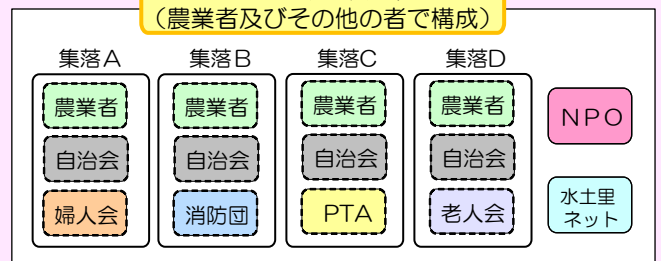 (農業者及びその他の者で構成)
集落A
集落B
集落C
集落D
農業者
農業者
農業者
農業者
NPO
自治会
自治会
自治会
自治会
婦人会
消防団
PTA
老人会
水土里
ネット